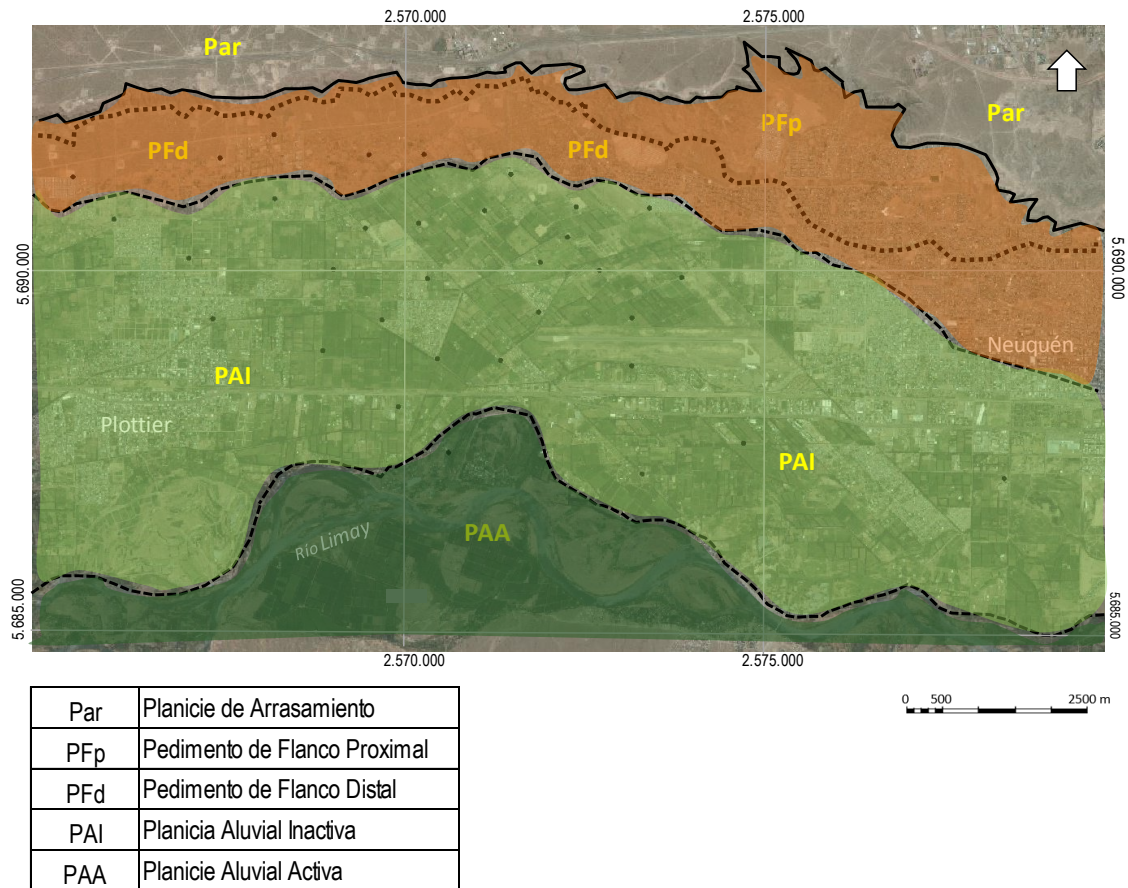 2.570.000 2.575.000
Par
Par
PFp
PFd PFd
5.690.000 5.690.000
Neuquén
PAI
Plottier
PAI
PAA
Río Limay
5.685.000 5.685.000
2.570.000 2.575.000
0 500 2500 m
Par Planicie de Arrasamiento
PFp Pedimento de Flanco Proximal
PFd Pedimento de Flanco Distal
PAI Planicia Aluvial Inactiva
PAA Planicie Aluvial Activa